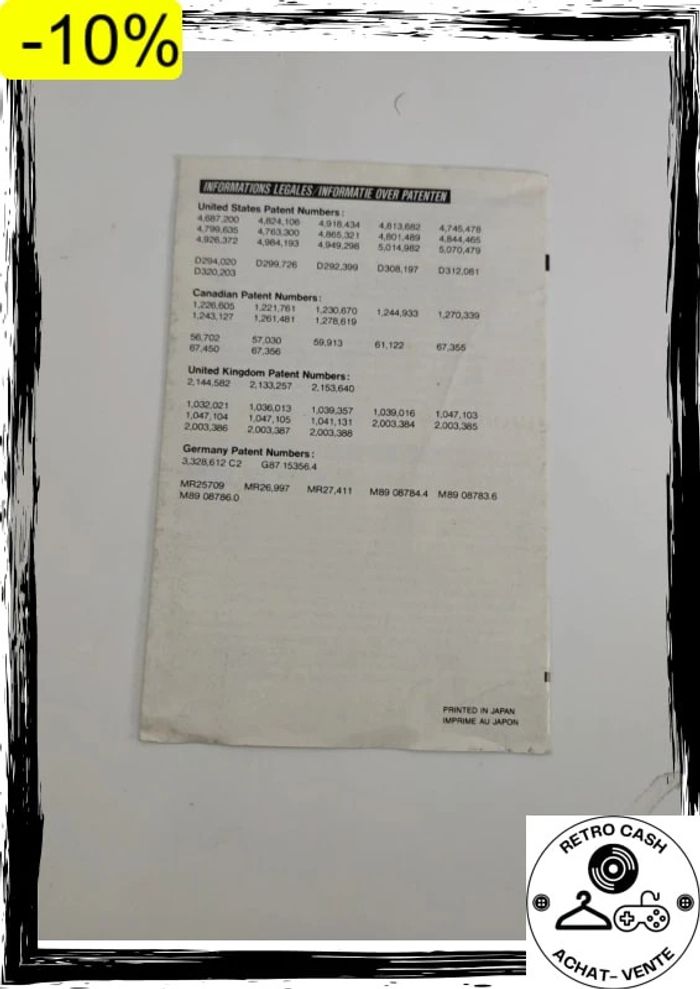 -10%
INFORMATIONS LEGALES/INFORMATIE OVER PATENTEN
United States Patent Numbers:
4,687,200 4,824,106 4,918,434 4,813,682 4,745,478
4,799,635 4,763,300 4,865,321 4,801,489 4,844,465
4,926,372 4,984,193 4,949,298 5,014,982 5,070,479
D294,020 D299,726 D292,399 D308,197 D312,081
D320,203
Canadian Patent Numbers:
1,226,605 1,221,761 1,230,670 1,244,933 1,270,339
1,243,127 1,261,481 1,278,619
56,702 57,030 59,913 61,122 67,355
67,450 67,356
United Kingdom Patent Numbers:
2,144,582 2,133,257 2,153,640
1,032,021 1,036,013 1,039,357 1,039,016 1,047,103
1,047,104 1,047,105 1,041,131 2,003,384 2,003,385
2,003,386 2,003,387 2,003,388
Germany Patent Numbers:
3,328,612 C2 G87 15356.4
MR25709 MR26,997 MR27,411 M89 08784.4 M89 08783.6
M89 08786.0
PRINTED IN JAPAN
IMPRIME AU JAPON
RETRO CASH
ACHAT- VENTE